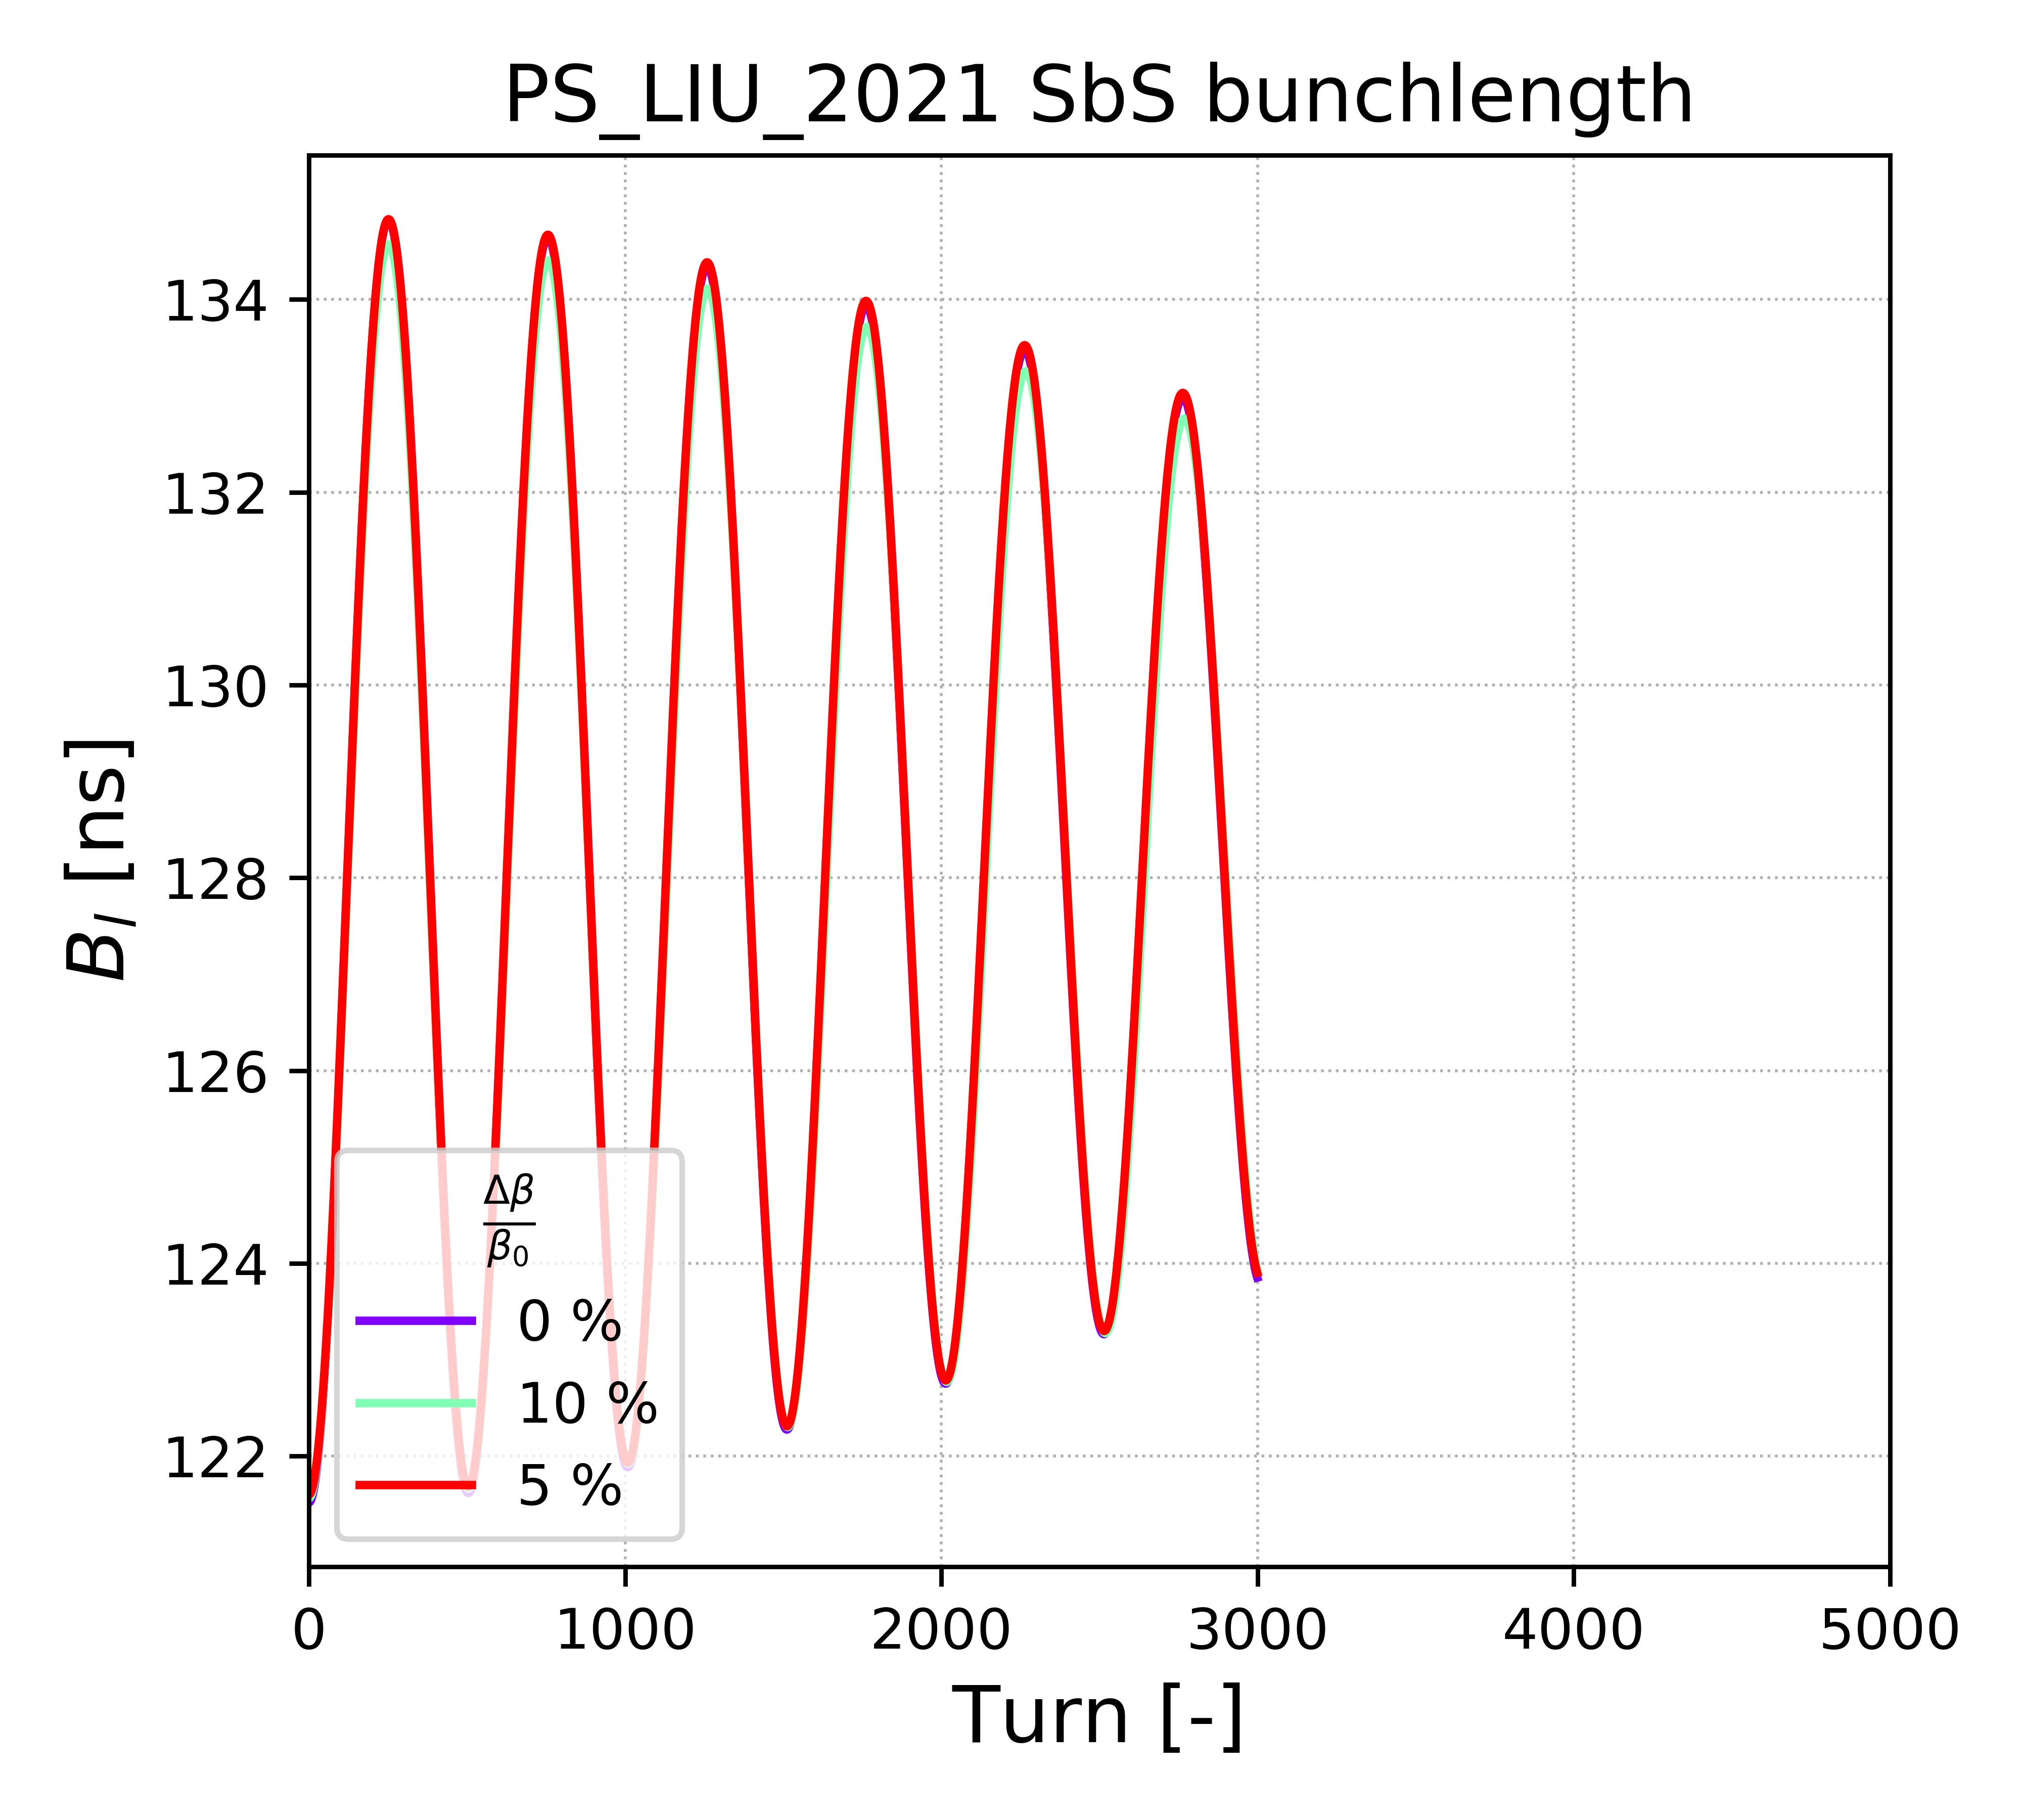 PS_LIU_2021 SbS bunchlength
B_l [ns]
134
132
130
128
126
124
122
Δβ
β₀
0 %
10 %
5 %
0 1000 2000 3000 4000 5000
Turn [-]